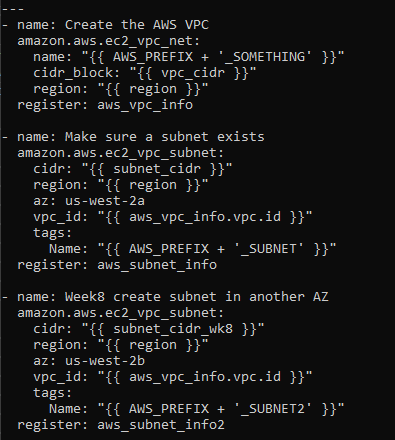 ---
- name: Create the AWS VPC
  amazon.aws.ec2_vpc_net:
    name: "{{ AWS_PREFIX + '_SOMETHING' }}"
    cidr_block: "{{ vpc_cidr }}"
    region: "{{ region }}"
  register: aws_vpc_info

- name: Make sure a subnet exists
  amazon.aws.ec2_vpc_subnet:
    cidr: "{{ subnet_cidr }}"
    region: "{{ region }}"
    az: us-west-2a
    vpc_id: "{{ aws_vpc_info.vpc.id }}"
    tags:
      Name: "{{ AWS_PREFIX + '_SUBNET' }}"
  register: aws_subnet_info

- name: Week8 create subnet in another AZ
  amazon.aws.ec2_vpc_subnet:
    cidr: "{{ subnet_cidr_wk8 }}"
    region: "{{ region }}"
    az: us-west-2b
    vpc_id: "{{ aws_vpc_info.vpc.id }}"
    tags:
      Name: "{{ AWS_PREFIX + '_SUBNET2' }}"
  register: aws_subnet_info2